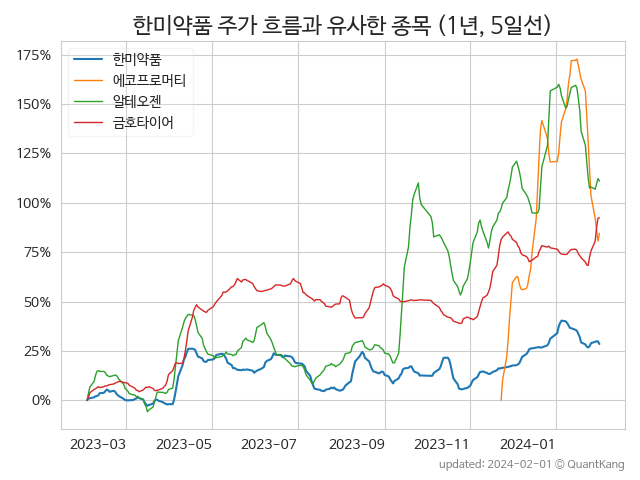 한미약품 주가 흐름과 유사한 종목 (1년, 5일선)
한미약품
에코프로머티
알테오젠
금호타이어
175%
150%
125%
100%
75%
50%
25%
0%
2023-03 2023-05 2023-07 2023-09 2023-11 2024-01
updated: 2024-02-01 © QuantKang